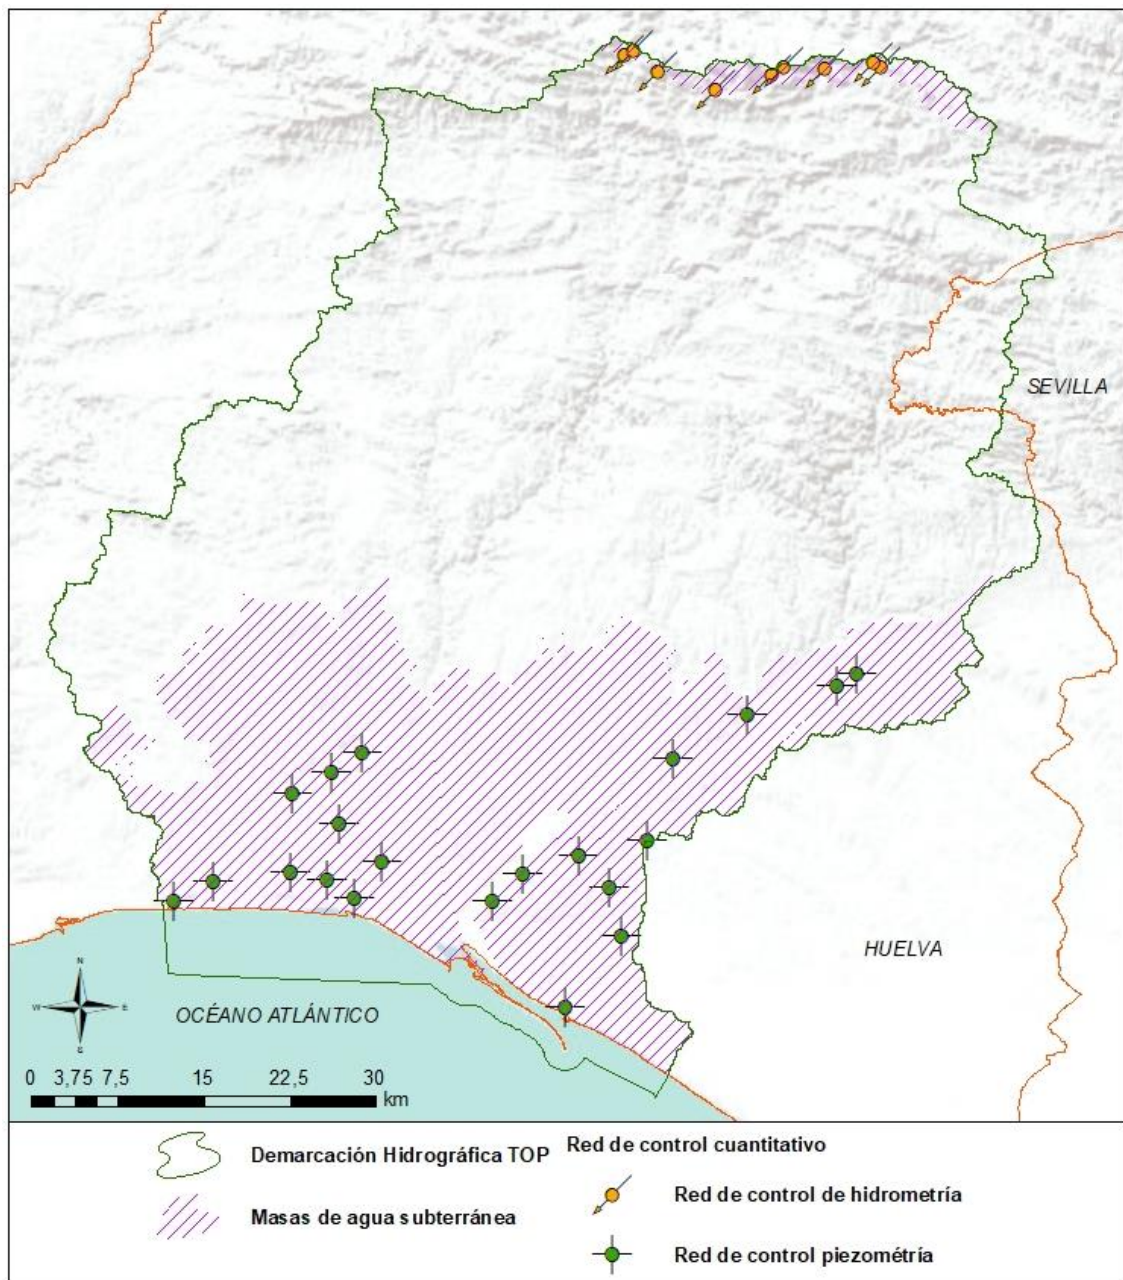 SEVILLA
HUELVA
N
W E
S
OCÉANO ATLÁNTICO
0 3,75 7,5 15 22,5 30
km
Demarcación Hidrográfica TOP
Masas de agua subterránea
Red de control cuantitativo
Red de control de hidrometría
Red de control piezométría